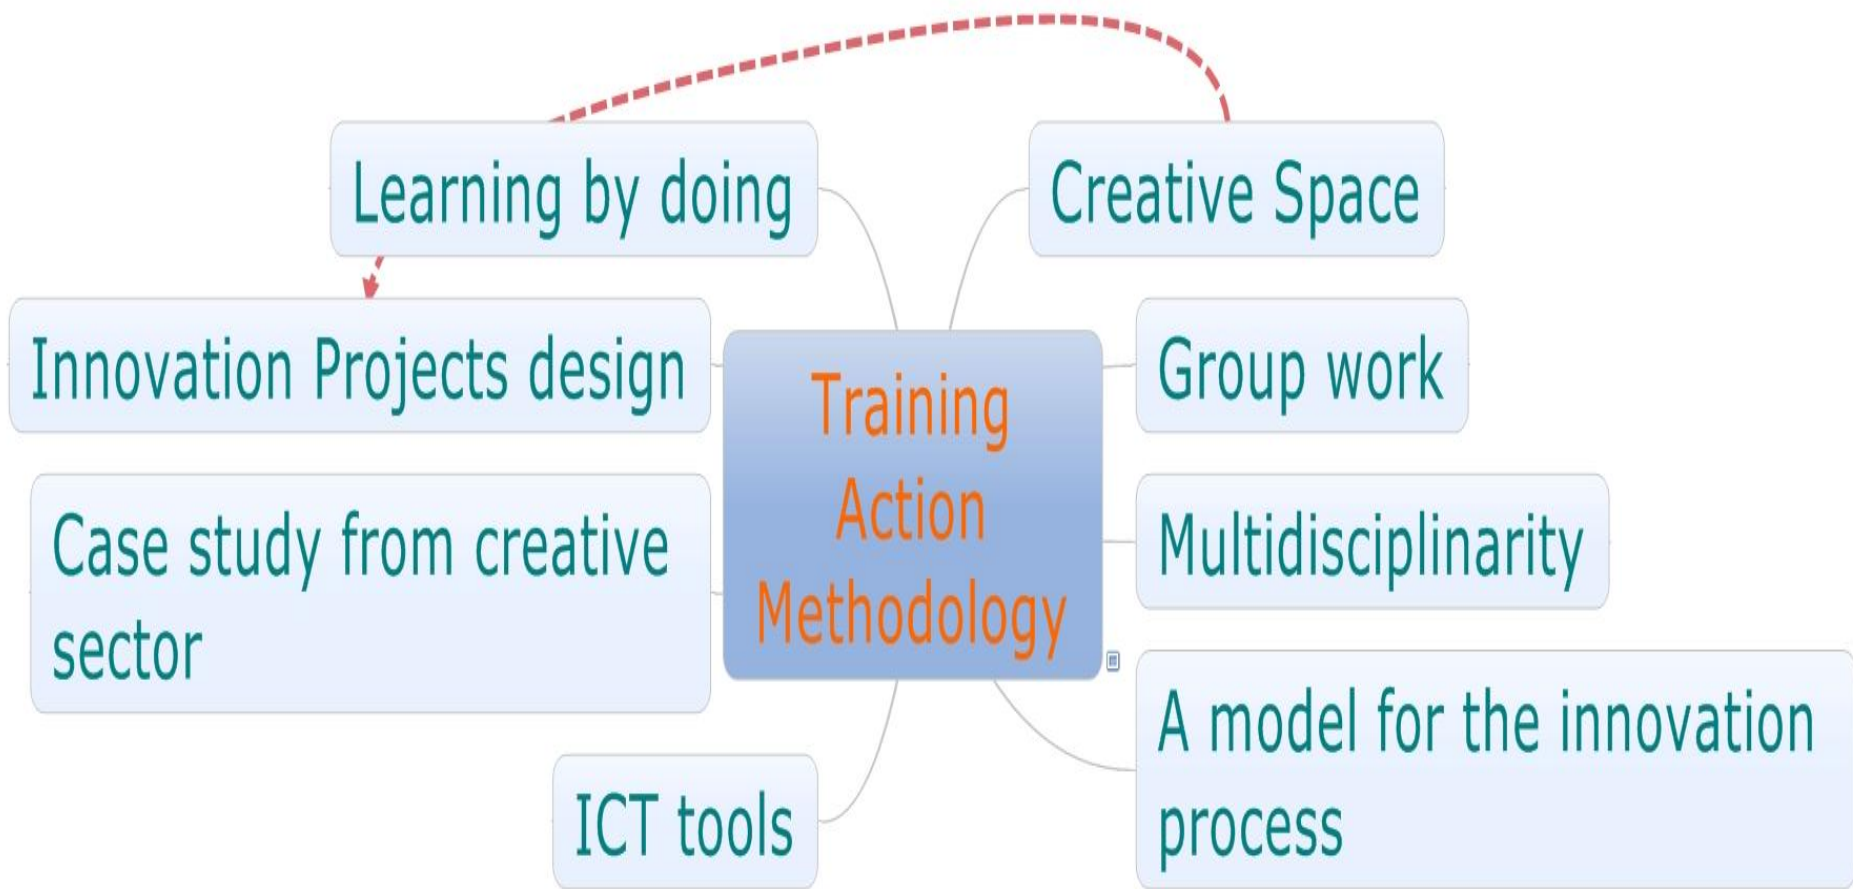 Learning by doing
Creative Space
Innovation Projects design
Group work
Training
Action
Methodology
Case study from creative
sector
Multidisciplinarity
A model for the innovation
process
ICT tools